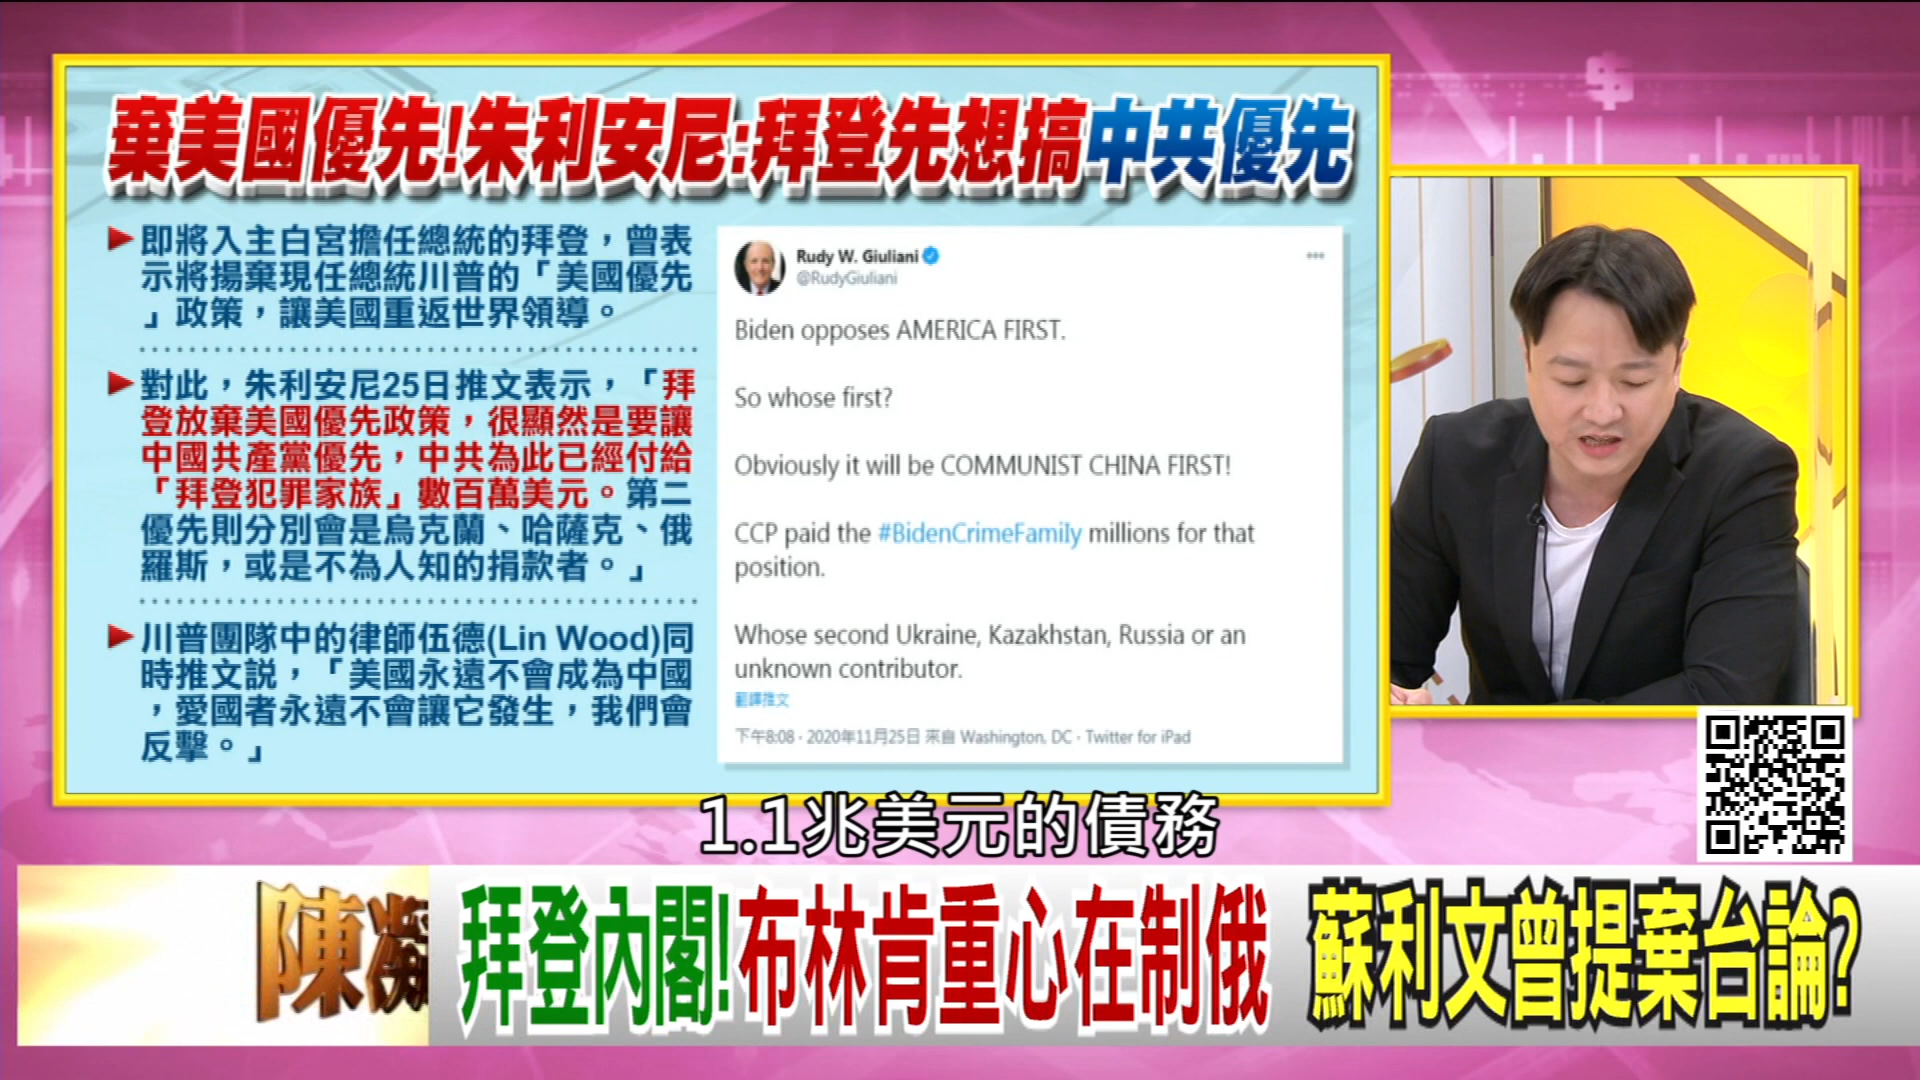 棄美國優先!朱利安尼:拜登先想搞中共優先
即將入主白宮擔任總統的拜登，曾表
示將揚棄現任總統川普的「美國優先
」政策，讓美國重返世界領導。
對此，朱利安尼25日推文表示，「拜
登放棄美國優先政策，很顯然是要讓
中國共產黨優先，中共為此已經付給
「拜登犯罪家族」數百萬美元。第二
優先則分別會是烏克蘭、哈薩克、俄
羅斯，或是不為人知的捐款者。」
川普團隊中的律師伍德(Lin Wood)同
時推文說，「美國永遠不會成為中國
，愛國者永遠不會讓它發生，我們會
反擊。」
Rudy W. Giuliani
@RudyGiuliani
Biden opposes AMERICA FIRST.
So whose first?
Obviously it will be COMMUNIST CHINA FIRST!
CCP paid the #BidenCrimeFamily millions for that
position.
Whose second Ukraine, Kazakhstan, Russia or an
unknown contributor.
翻譯推文
下午8:08 · 2020年11月25日 來自 Washington, DC · Twitter for iPad
1.1兆美元的債務
陳凝
拜登內閣!布林肯重心在制俄 蘇利文曾提棄台論?